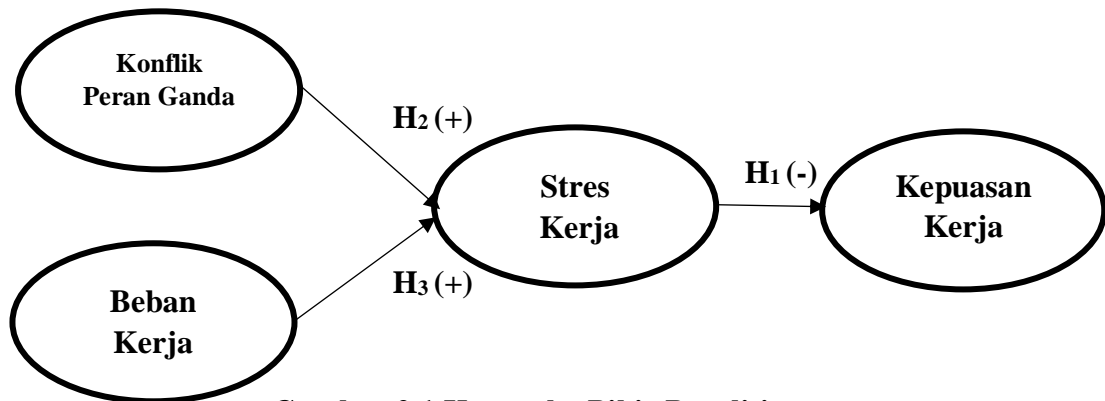 Konflik
Peran Ganda
H2 (+)
Stres
Kerja
H1 (-)
Kepuasan
Kerja
H3 (+)
Beban
Kerja